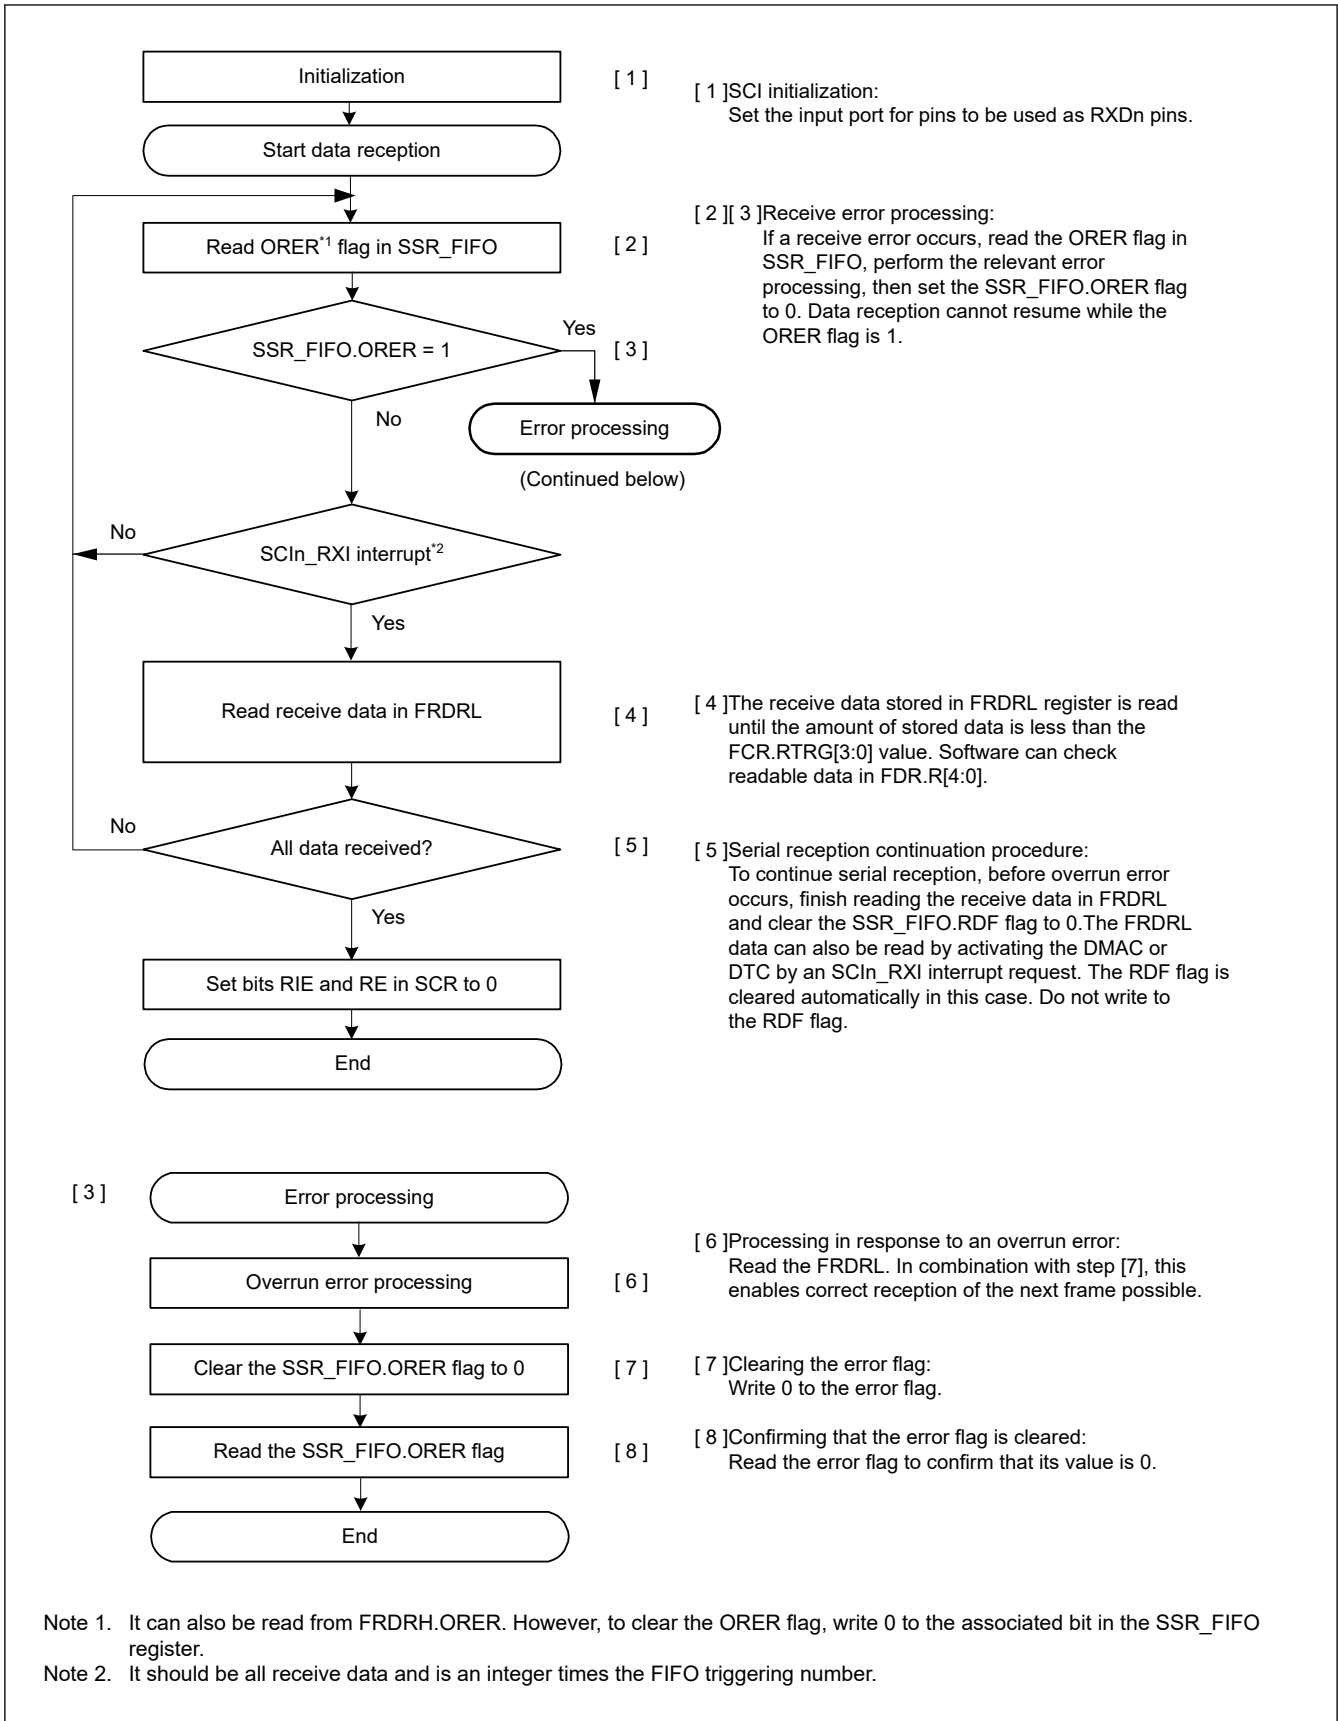 Initialization
[ 1 ]
[ 1 ]SCI initialization:
Set the input port for pins to be used as RXDn pins.
Start data reception
Read ORER*1 flag in SSR_FIFO
[ 2 ]
[ 2 ][ 3 ]Receive error processing:
If a receive error occurs, read the ORER flag in
SSR_FIFO, perform the relevant error
processing, then set the SSR_FIFO.ORER flag
to 0. Data reception cannot resume while the
ORER flag is 1.
SSR_FIFO.ORER = 1
Yes
[ 3 ]
No
Error processing
(Continued below)
No
SCIn_RXI interrupt*2
Yes
Read receive data in FRDRL
[ 4 ]
[ 4 ]The receive data stored in FRDRL register is read
until the amount of stored data is less than the
FCR.RTRG[3:0] value. Software can check
readable data in FDR.R[4:0].
No
All data received?
[ 5 ]
[ 5 ]Serial reception continuation procedure:
To continue serial reception, before overrun error
occurs, finish reading the receive data in FRDRL
and clear the SSR_FIFO.RDF flag to 0.The FRDRL
data can also be read by activating the DMAC or
DTC by an SCIn_RXI interrupt request. The RDF flag is
cleared automatically in this case. Do not write to
the RDF flag.
Yes
Set bits RIE and RE in SCR to 0
End
[ 3 ]
Error processing
Overrun error processing
[ 6 ]
[ 6 ]Processing in response to an overrun error:
Read the FRDRL. In combination with step [7], this
enables correct reception of the next frame possible.
Clear the SSR_FIFO.ORER flag to 0
[ 7 ]
[ 7 ]Clearing the error flag:
Write 0 to the error flag.
Read the SSR_FIFO.ORER flag
[ 8 ]
[ 8 ]Confirming that the error flag is cleared:
Read the error flag to confirm that its value is 0.
End
Note 1. It can also be read from FRDRH.ORER. However, to clear the ORER flag, write 0 to the associated bit in the SSR_FIFO
register.
Note 2. It should be all receive data and is an integer times the FIFO triggering number.